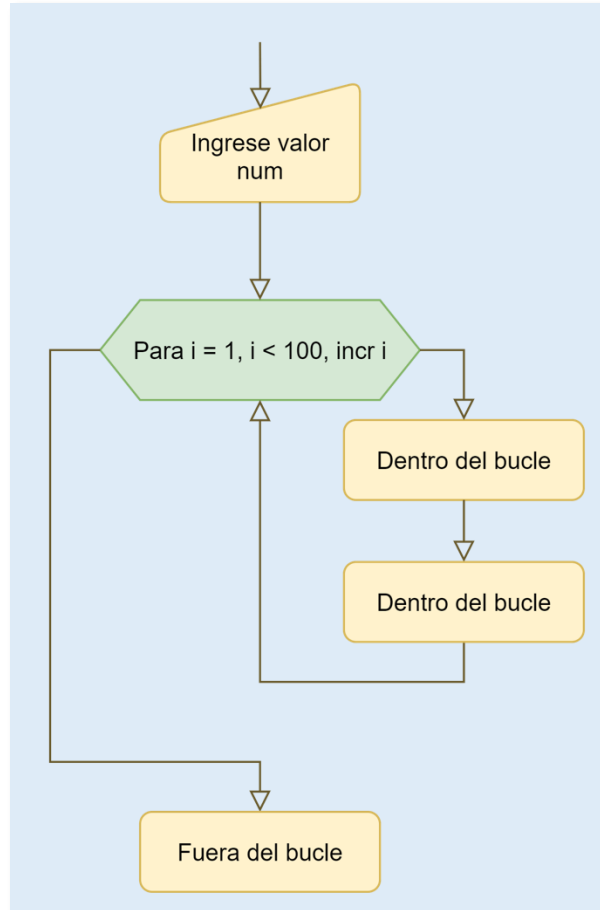 Ingrese valor
num
Para i = 1, i < 100, incr i
Dentro del bucle
Dentro del bucle
Fuera del bucle